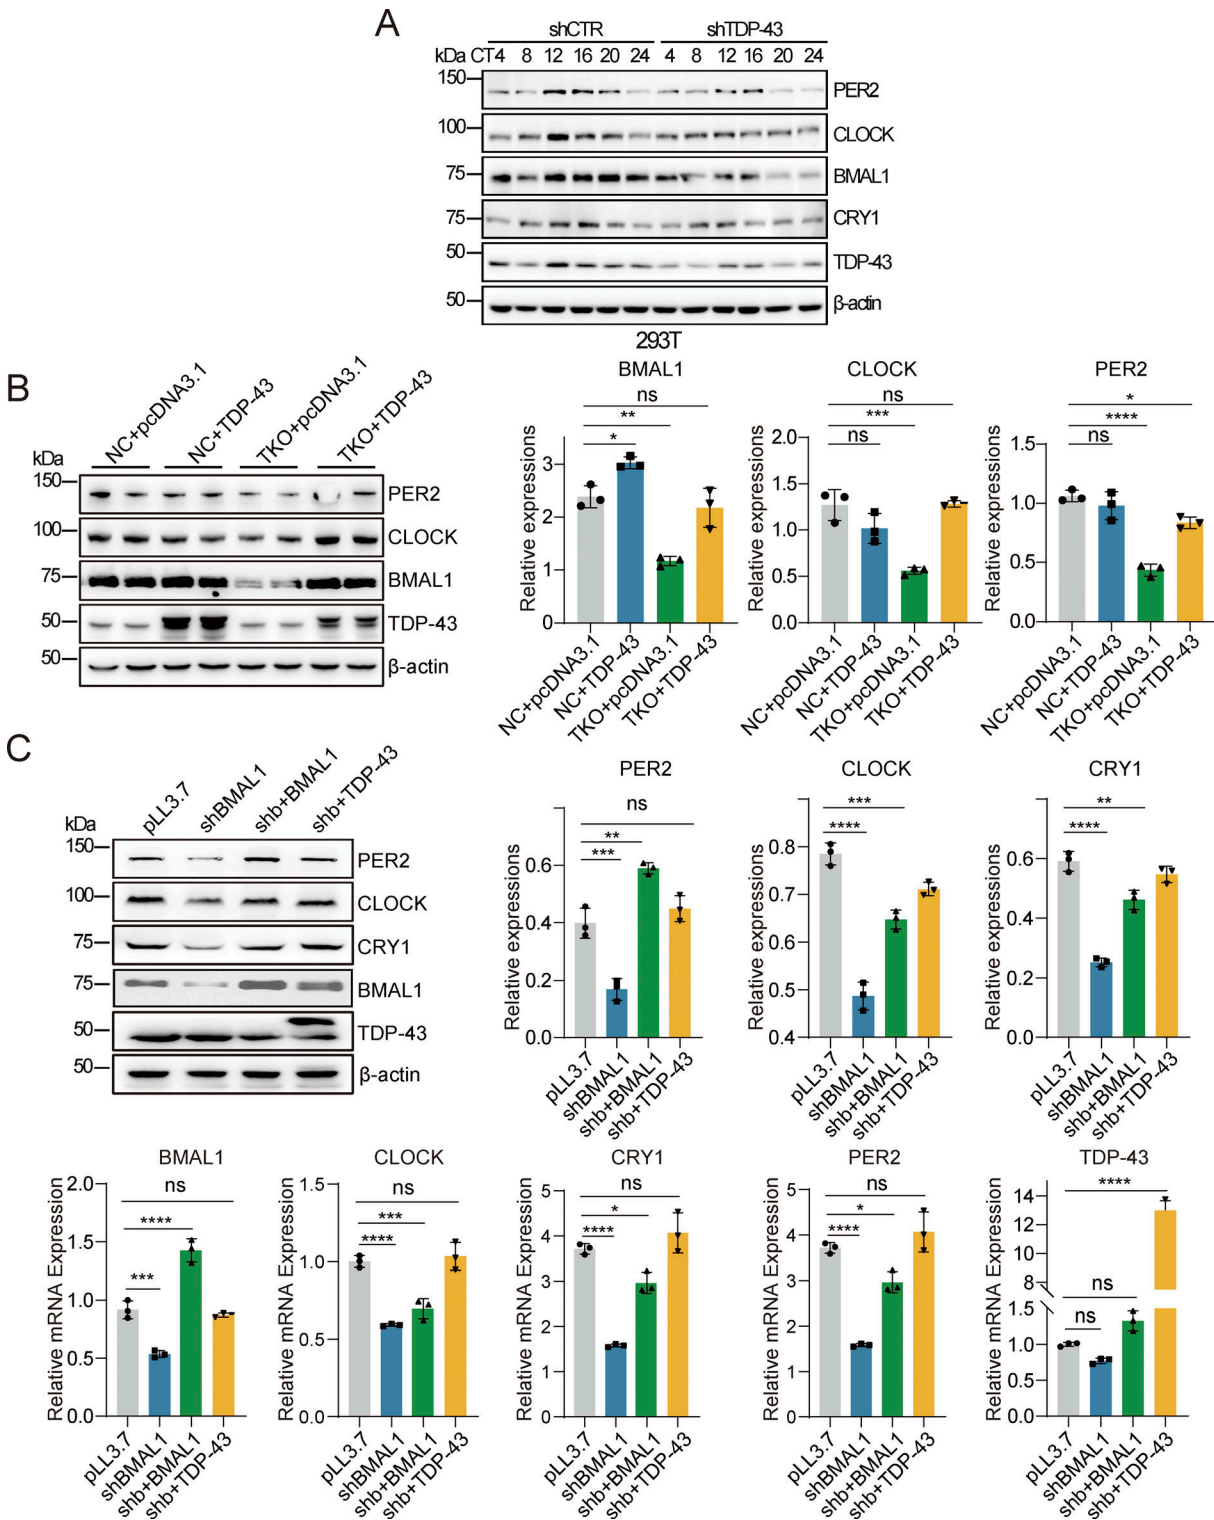 A
shCTR shTDP-43
kDa CT4 8 12 16 20 24 4 8 12 16 20 24
150 PER2
100 CLOCK
75 BMAL1
75 CRY1
50 TDP-43
50 β-actin
293T
B
NC+pcDNA3.1 NC+TDP-43 TKO+pcDNA3.1 TKO+TDP-43
kDa
150 PER2
100 CLOCK
75 BMAL1
50 TDP-43
50 β-actin
BMAL1
ns
**
*
Relative expressions
3
2
1
0
NC+pcDNA3.1 NC+TDP-43 TKO+pcDNA3.1 TKO+TDP-43
CLOCK
ns
***
ns
Relative expressions
2.0
1.5
1.0
0.5
0.0
NC+pcDNA3.1 NC+TDP-43 TKO+pcDNA3.1 TKO+TDP-43
PER2
*
****
ns
Relative expressions
1.5
1.0
0.5
0.0
NC+pcDNA3.1 NC+TDP-43 TKO+pcDNA3.1 TKO+TDP-43
C
pLL3.7 shBMAL1 shb+BMAL1 shb+TDP-43
kDa
150 PER2
100 CLOCK
75 CRY1
75 BMAL1
50 TDP-43
50 β-actin
PER2
ns
**
***
Relative expressions
0.6
0.4
0.2
0.0
pLL3.7 shBMAL1 shb+BMAL1 shb+TDP-43
CLOCK
***
****
Relative expressions
0.8
0.7
0.6
0.5
0.4
pLL3.7 shBMAL1 shb+BMAL1 shb+TDP-43
CRY1
**
****
Relative expressions
0.6
0.4
0.2
0.0
pLL3.7 shBMAL1 shb+BMAL1 shb+TDP-43
BMAL1
ns
****
***
Relative mRNA Expression
2.0
1.5
1.0
0.5
0.0
pLL3.7 shBMAL1 shb+BMAL1 shb+TDP-43
CLOCK
ns
***
****
Relative mRNA Expression
1.5
1.0
0.5
0.0
pLL3.7 shBMAL1 shb+BMAL1 shb+TDP-43
CRY1
ns
*
****
Relative mRNA Expression
5
4
3
2
1
0
pLL3.7 shBMAL1 shb+BMAL1 shb+TDP-43
PER2
ns
*
****
Relative mRNA Expression
5
4
3
2
1
0
pLL3.7 shBMAL1 shb+BMAL1 shb+TDP-43
TDP-43
****
ns
ns
Relative mRNA Expression
14
12
10
8
1.5
1.0
0.5
0.0
pLL3.7 shBMAL1 shb+BMAL1 shb+TDP-43